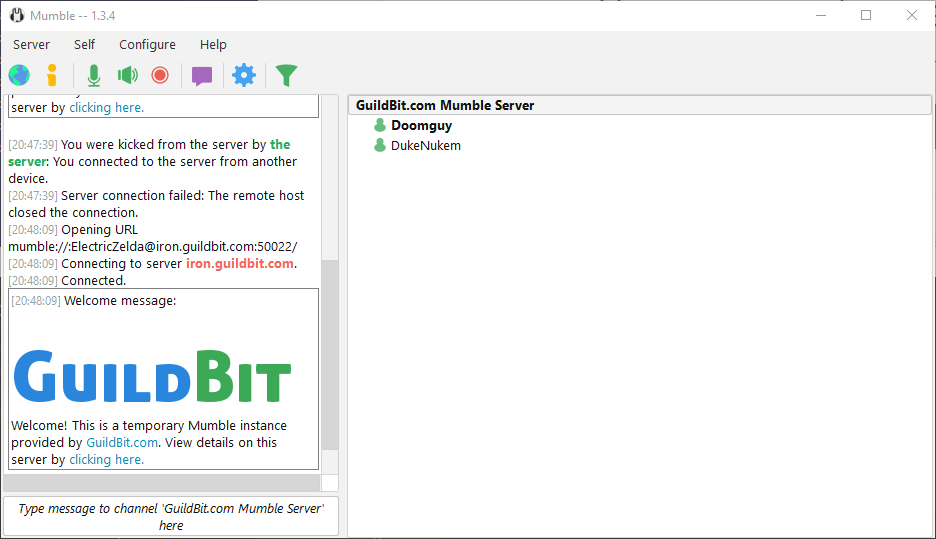 Mumble -- 1.3.4
Server Self Configure Help
server by clicking here.
[20:47:39] You were kicked from the server by the
server: You connected to the server from another
device.
[20:47:39] Server connection failed: The remote host
closed the connection.
[20:48:09] Opening URL
mumble://:ElectricZelda@iron.guildbit.com:50022/
[20:48:09] Connecting to server iron.guildbit.com.
[20:48:09] Connected.
[20:48:09] Welcome message:
GUILDBIT
Welcome! This is a temporary Mumble instance
provided by GuildBit.com. View details on this
server by clicking here.
Type message to channel 'GuildBit.com Mumble Server'
here
GuildBit.com Mumble Server
Doomguy
DukeNukem